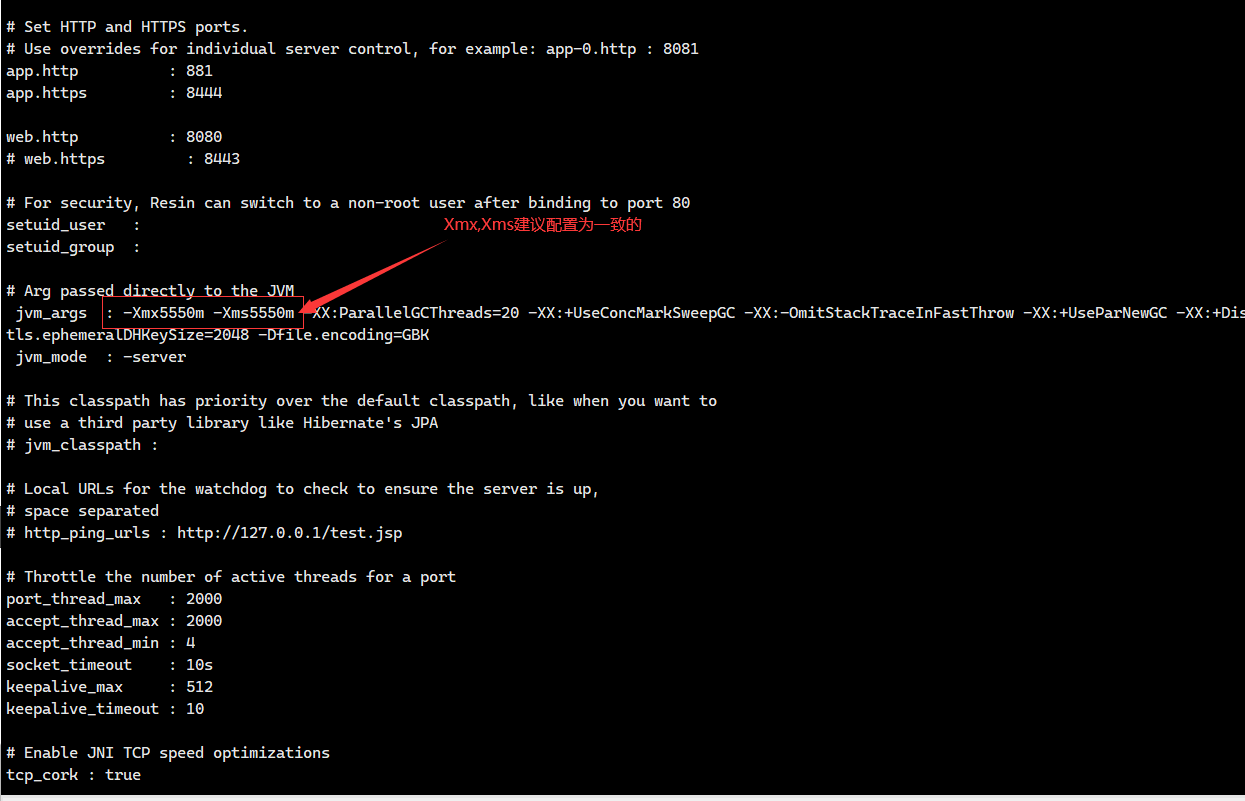 # Set HTTP and HTTPS ports.
# Use overrides for individual server control, for example: app-0.http : 8081
app.http          : 881
app.https         : 8444
web.http          : 8080
# web.https         : 8443
# For security, Resin can switch to a non-root user after binding to port 80
setuid_user   :
Xmx,Xms建议配置为一致的
setuid_group  :
# Arg passed directly to the JVM
jvm_args  : -Xmx5550m -Xms5550m XX:ParallelGCThreads=20 -XX:+UseConcMarkSweepGC -XX:-OmitStackTraceInFastThrow -XX:+UseParNewGC -XX:+Dis
tls.ephemeralDHKeySize=2048 -Dfile.encoding=GBK
jvm_mode  : -server
# This classpath has priority over the default classpath, like when you want to
# use a third party library like Hibernate's JPA
# jvm_classpath :
# Local URLs for the watchdog to check to ensure the server is up,
# space separated
# http_ping_urls : http://127.0.0.1/test.jsp
# Throttle the number of active threads for a port
port_thread_max   : 2000
accept_thread_max : 2000
accept_thread_min : 4
socket_timeout    : 10s
keepalive_max     : 512
keepalive_timeout : 10
# Enable JNI TCP speed optimizations
tcp_cork : true